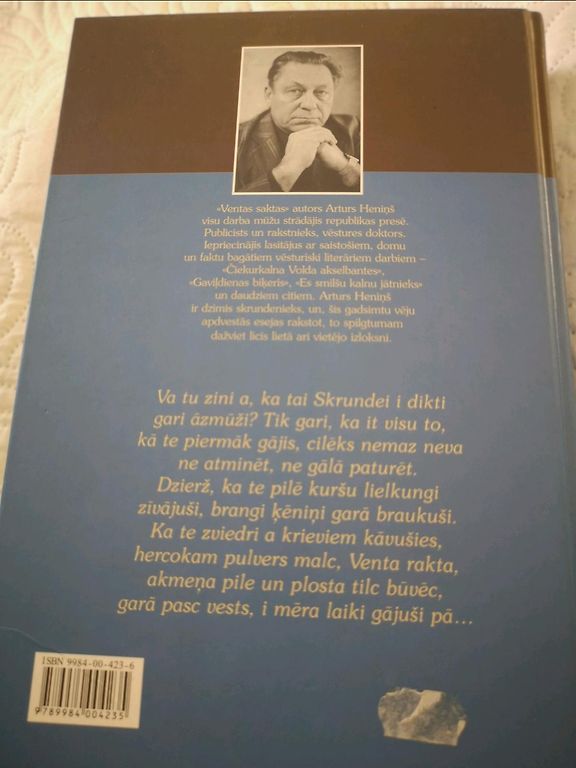 «Ventas saktas» autors Arturs Heniņš
visu darba mūžu strādājis republikas presē.
Publicists un rakstnieks, vēstures doktors.
Iepriecinājis lasītājus ar saistošiem, domu
un faktu bagātiem vēsturiski literāriem darbiem –
«Čiekurkalna Volda akselbantes»,
«Gaviļdienas biķeris», «Es smilšu kalnu jātnieks»
un daudziem citiem. Arturs Heniņš
ir dzimis skrundenieks, un, šis gadsimtu vēju
apdvestās esejas rakstot, to spilgtumam
dažviet licis lietā arī vietējo izloksni.
Va tu zini a, ka tai Skrundei i dikti
gari āzmūži? Tik gari, ka it visu to,
kā te piermāk gājis, cilēks nemaz neva
ne atminēt, ne gālā paturēt.
Dzierž, ka te pilē kuršu lielkungi
zīvājuši, brangi ķēniņi garā braukuši.
Ka te zviedri a krieviem kāvušies,
hercokam pulvers malc, Venta rakta,
akmeņa pile un plosta tilc būvēc,
garā pasc vests, i mēra laiki gājuši pā...
ISBN 9984-00-423-6
9 789984 004235